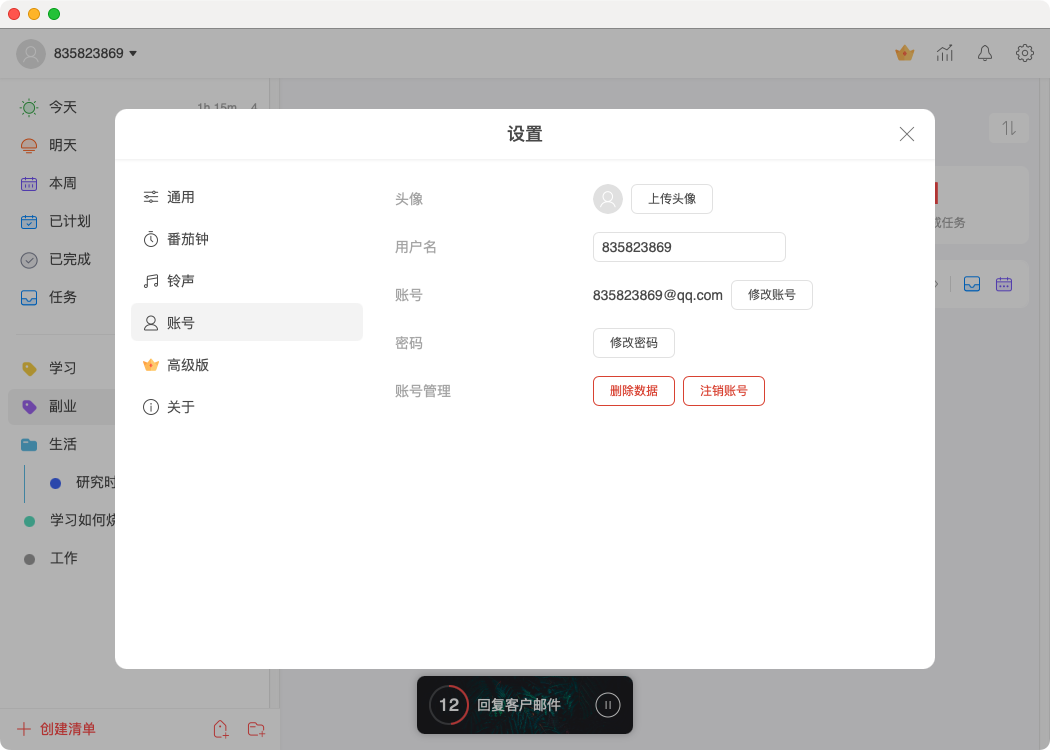 835823869
今天
1h 15m 4
明天
本周
已计划
已完成
任务
学习
副业
生活
研究时
学习如何
工作
创建清单
成任务
设置
通用
番茄钟
铃声
账号
高级版
关于
头像
上传头像
用户名
835823869
账号
835823869@qq.com
修改账号
密码
修改密码
账号管理
删除数据
注销账号
12
回复客户邮件